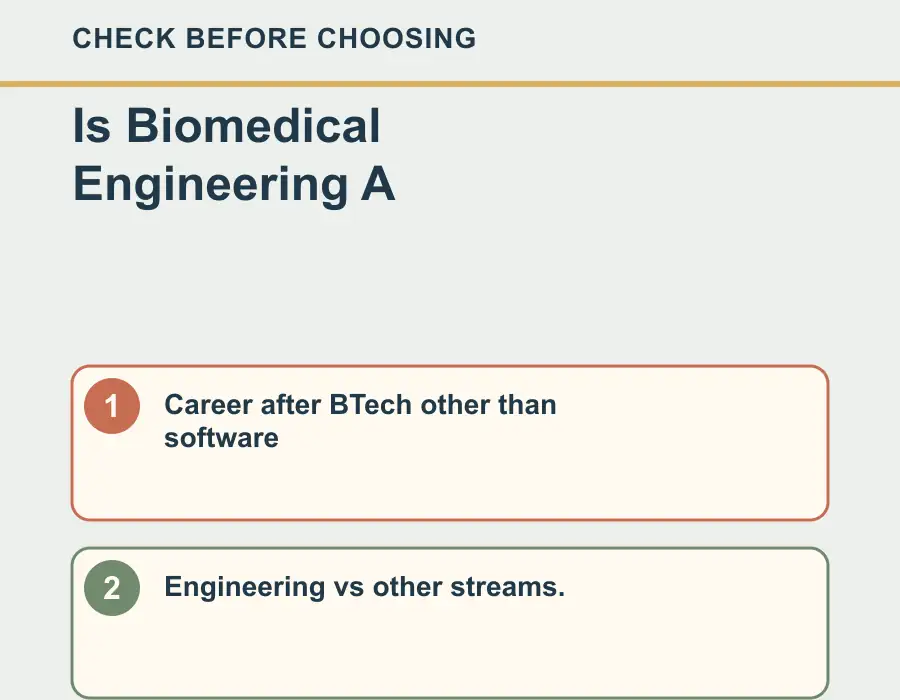 CHECK BEFORE CHOOSING
Is Biomedical
Engineering A
1
Career after BTech other than
software
2
Engineering vs other streams.